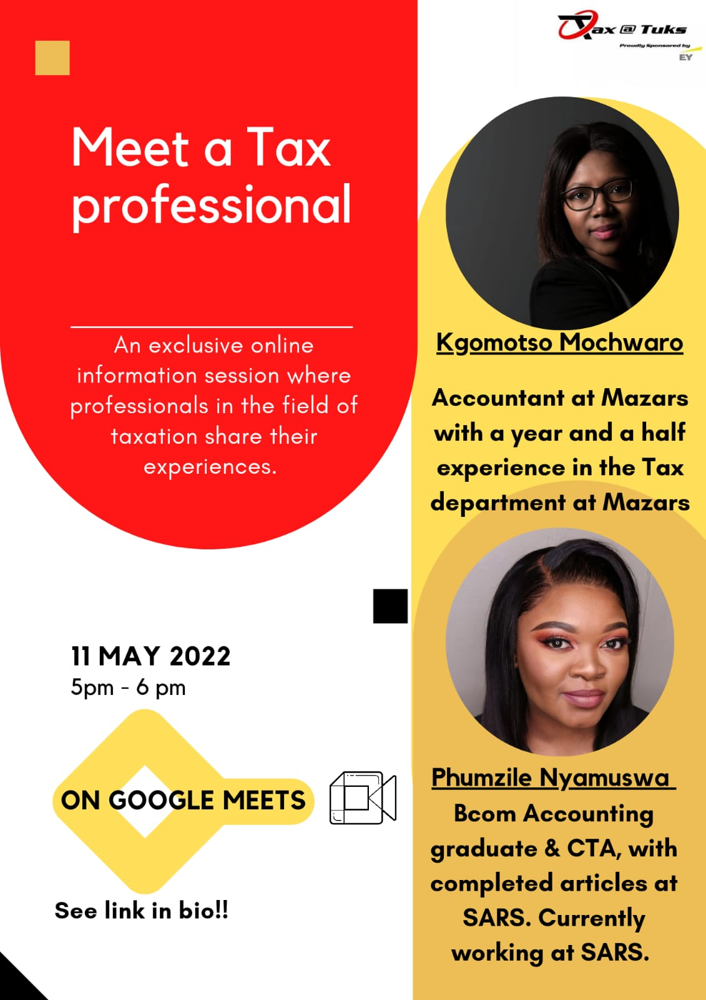 Tax @ Tuks
Proudly Sponsored by
EY
Meet a Tax
professional
An exclusive online
information session where
professionals in the field of
taxation share their
experiences.
11 MAY 2022
5pm - 6 pm
ON GOOGLE MEETS
See link in bio!!
Kgomotso Mochwaro
Accountant at Mazars
with a year and a half
experience in the Tax
department at Mazars
Phumzile Nyamuswa
Bcom Accounting
graduate & CTA, with
completed articles at
SARS. Currently
working at SARS.